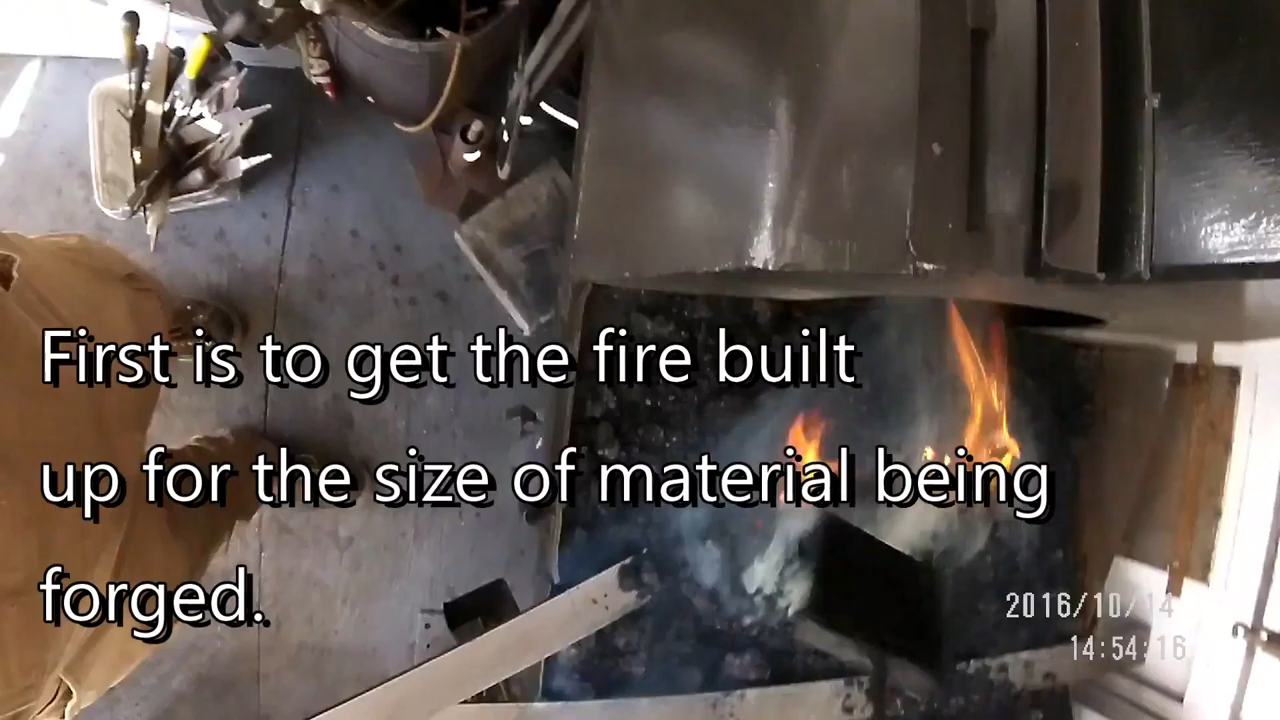 First is to get the fire built
up for the size of material being
forged.
2016/10/14
14:54:16